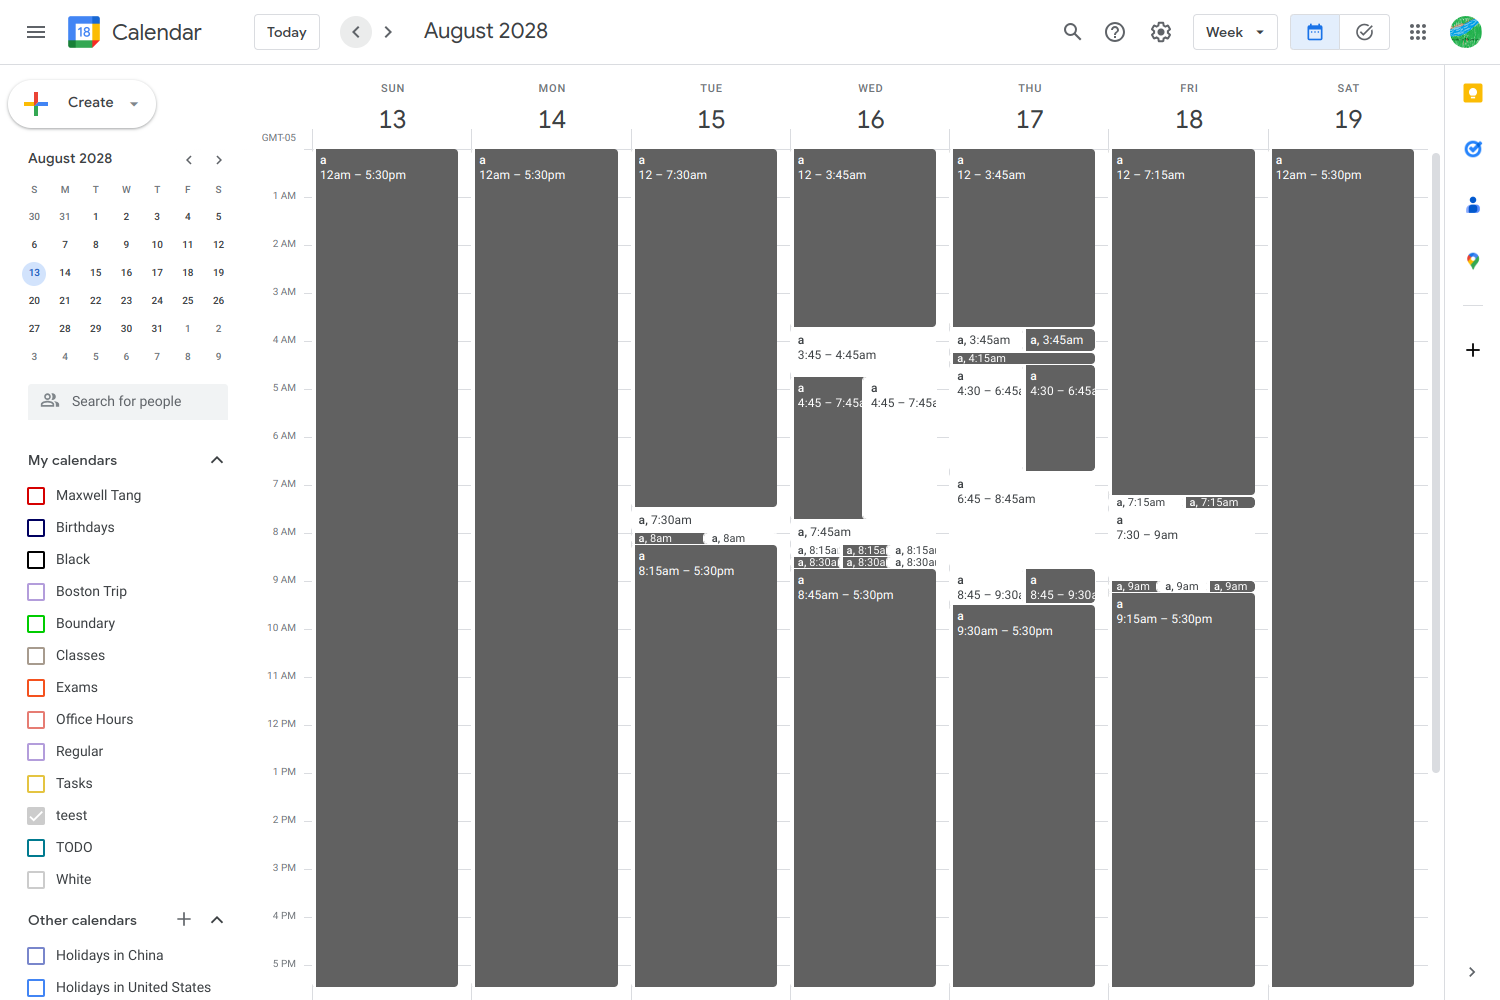 18 Calendar
Today
August 2028
Week
Create
August 2028
S M T W T F S
30 31 1 2 3 4 5
6 7 8 9 10 11 12
13 14 15 16 17 18 19
20 21 22 23 24 25 26
27 28 29 30 31 1 2
3 4 5 6 7 8 9
Search for people
My calendars
Maxwell Tang
Birthdays
Black
Boston Trip
Boundary
Classes
Exams
Office Hours
Regular
Tasks
teest
TODO
White
Other calendars
Holidays in China
Holidays in United States
GMT-05
1 AM
2 AM
3 AM
4 AM
5 AM
6 AM
7 AM
8 AM
9 AM
10 AM
11 AM
12 PM
1 PM
2 PM
3 PM
4 PM
5 PM
SUN
13
a
12am – 5:30pm
MON
14
a
12am – 5:30pm
TUE
15
a
12 – 7:30am
a, 7:30am
a, 8am
a, 8am
a
8:15am – 5:30pm
WED
16
a
12 – 3:45am
a
3:45 – 4:45am
a
4:45 – 7:45a
a
4:45 – 7:45a
a, 7:45am
a, 8:15a
a, 8:15a
a, 8:15a
a, 8:30a
a, 8:30a
a, 8:30a
a
8:45am – 5:30pm
THU
17
a
12 – 3:45am
a, 3:45am
a, 3:45am
a, 4:15am
a
4:30 – 6:45a
a
4:30 – 6:45a
a
6:45 – 8:45am
a
8:45 – 9:30a
a
8:45 – 9:30a
a
9:30am – 5:30pm
FRI
18
a
12 – 7:15am
a, 7:15am
a, 7:15am
a
7:30 – 9am
a, 9am
a, 9am
a, 9am
a
9:15am – 5:30pm
SAT
19
a
12am – 5:30pm